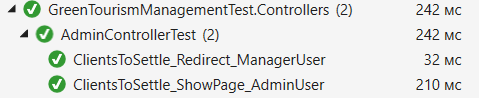 GreenTourismManagementTest.Controllers (2) 242 мс
AdminControllerTest (2) 242 мс
ClientsToSettle_Redirect_ManagerUser 32 мс
ClientsToSettle_ShowPage_AdminUser 210 мс